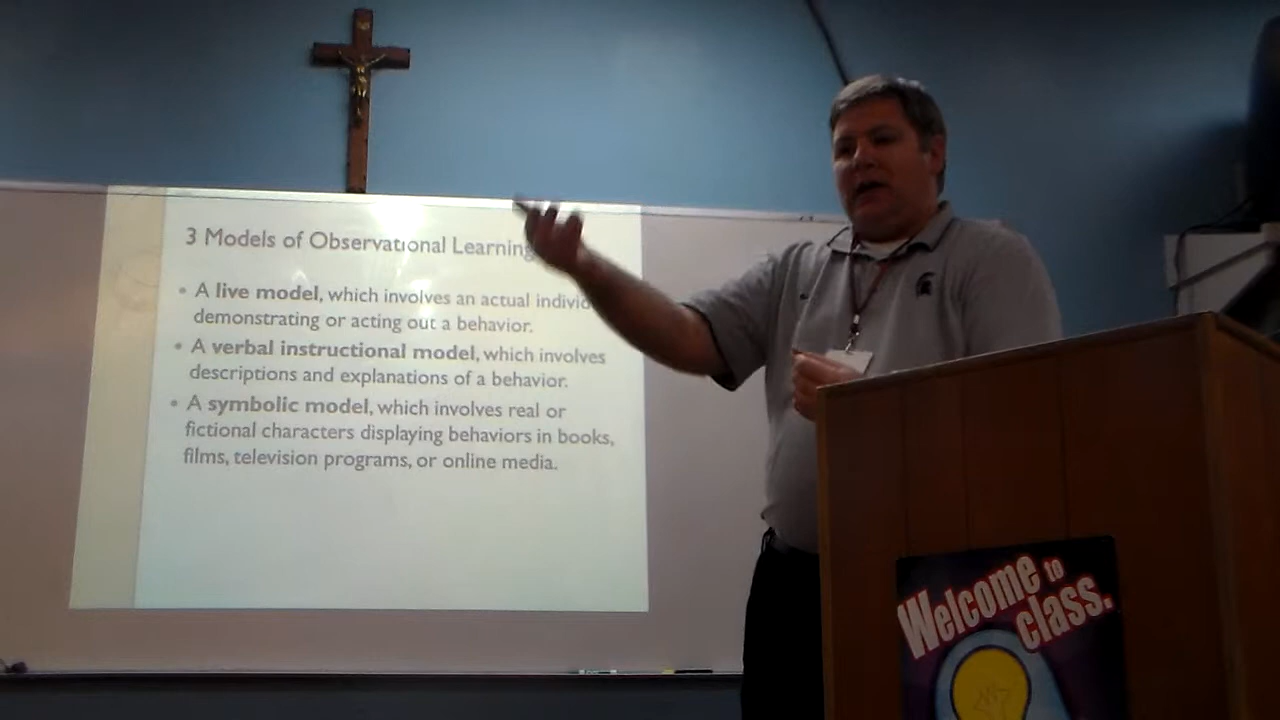 3 Models of Observational Learning
• A live model, which involves an actual
demonstrating or acting out a behavior.
• A verbal instructional model, which involves
descriptions and explanations of a behavior.
• A symbolic model, which involves real or
fictional characters displaying behaviors in books,
films, television programs, or online media.
Welcome to
class.